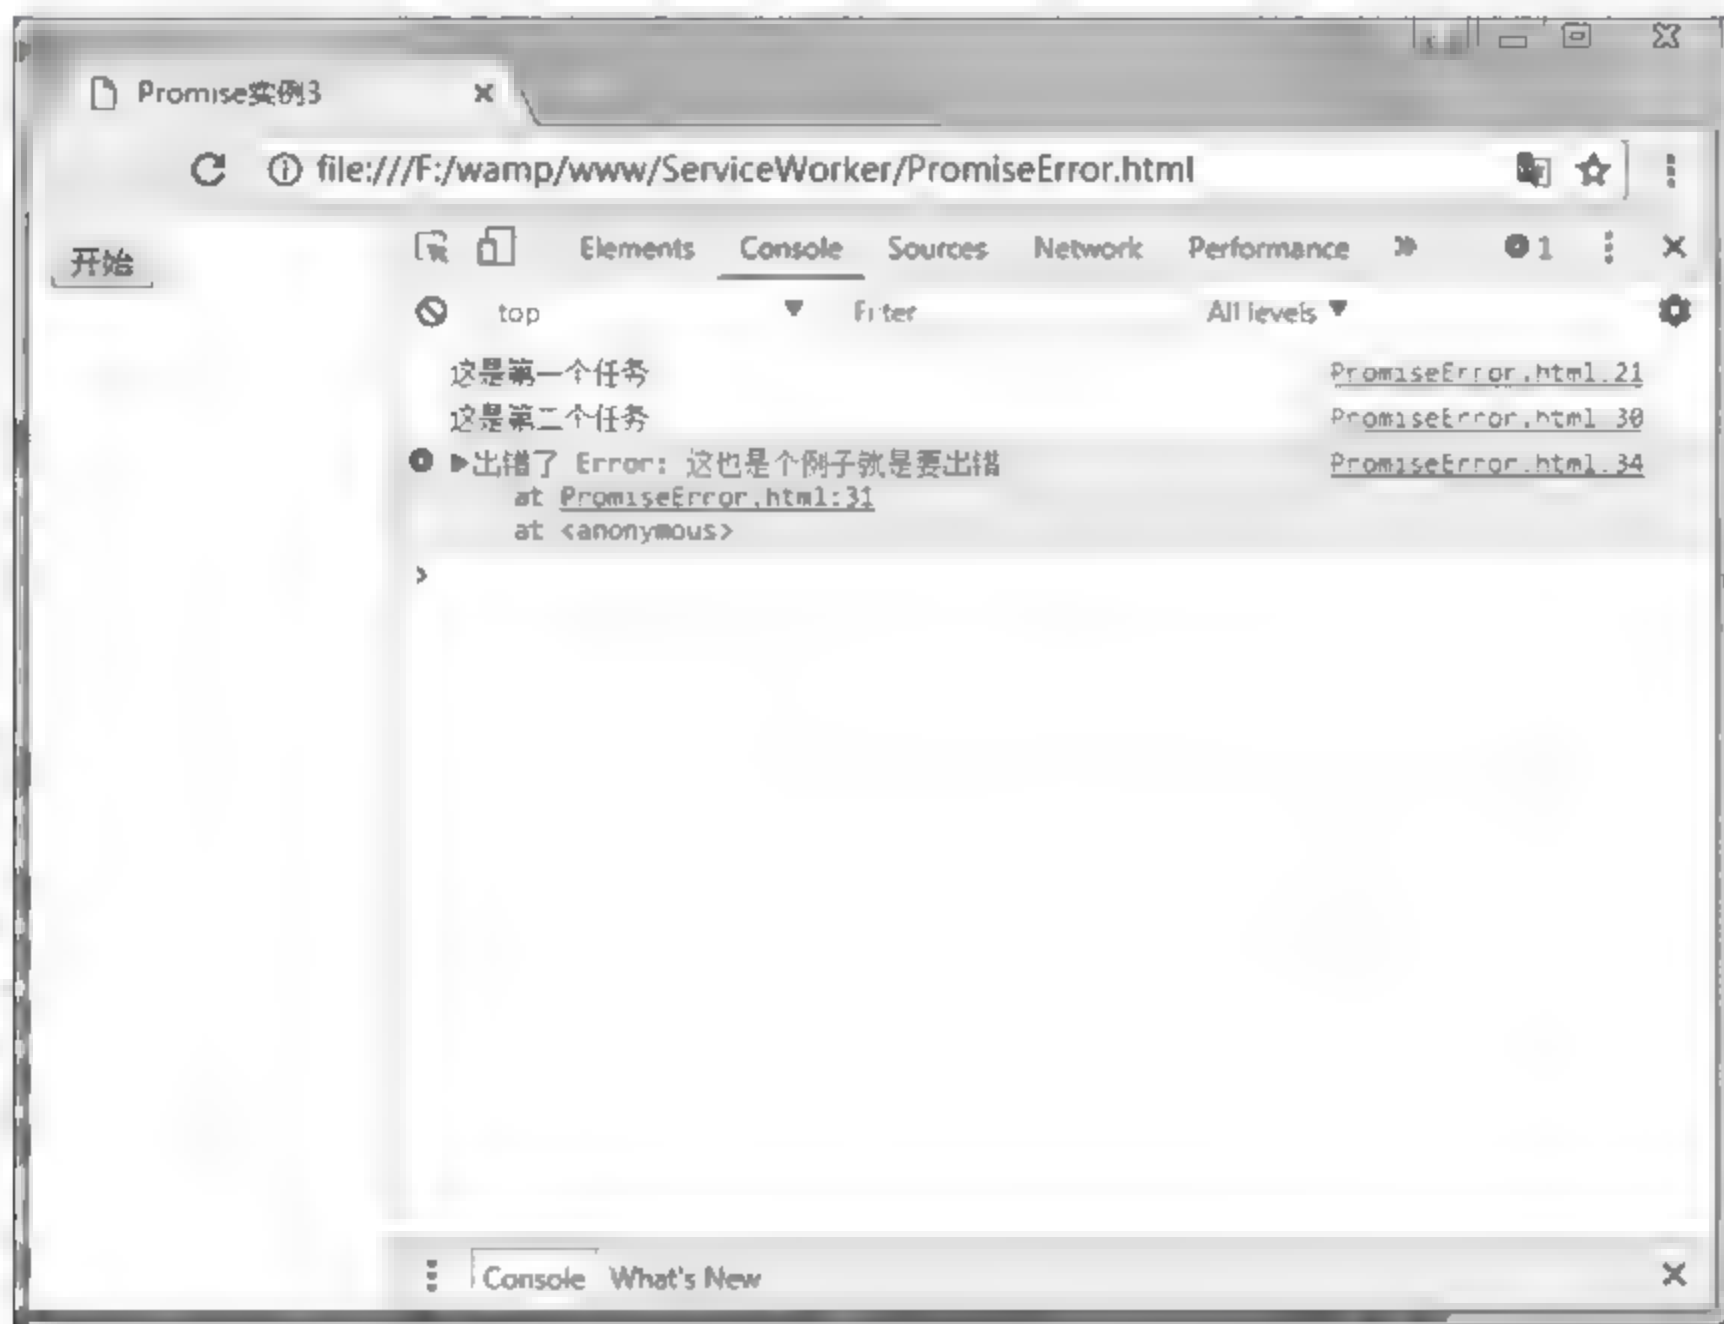 Promise实例3
file:///F:/wamp/www/ServiceWorker/PromiseError.html
开始
Elements Console Sources Network Performance 1
top Filter All levels
这是第一个任务 PromiseError.html:21
这是第二个任务 PromiseError.html:30
出错了 Error: 这也是个例子就是要出错 PromiseError.html:34
at PromiseError.html:31
at <anonymous>
Console What's New